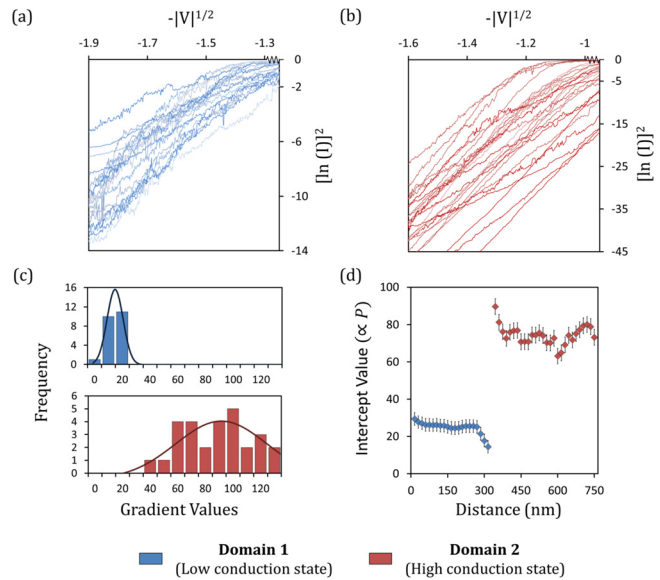 (a)
-|V|^{1/2}
-1.9 -1.7 -1.5 -1.3
0
-2
-6
-10
-14
[ln (I)]^2
(b)
-|V|^{1/2}
-1.6 -1.4 -1.2 -1
0
-5
-15
-25
-35
-45
[ln (I)]^2
(c)
Frequency
16
12
8
4
0
0 20 40 60 80 100 120
6
5
4
3
2
1
0
0 20 40 60 80 100 120
Gradient Values
(d)
Intercept Value (∝ P)
100
80
60
40
20
0
0 150 300 450 600 750
Distance (nm)
Domain 1
(Low conduction state)
Domain 2
(High conduction state)